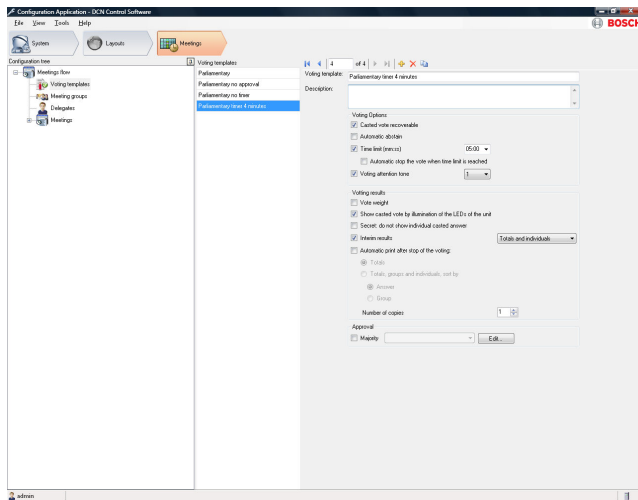 Configuration Application - DCN Control Software
File View Tools Help
BOSCH
System Layouts Meetings
Configuration tree
Meetings flow
Voting templates
Meeting groups
Delegates
Meetings
Voting templates
Parliamentary
Parliamentary no approval
Parliamentary no timer
Parliamentary timer 4 minutes
4 of 4
Voting template: Parliamentary timer 4 minutes
Description:
Voting Options
Casted vote recoverable
Automatic abstain
Time limit (mm:ss) 05:00
Automatic stop the vote when time limit is reached
Voting attention tone 1
Votting results
Vote weight
Show casted vote by illumination of the LEDs of the unit
Secret: do not show individual casted answer
Interim results Totals and individuals
Automatic print after stop of the voting:
Totals
Totals, groups and individuals, sort by
Answer
Group
Number of copies 1
Approval
Majority Edit...
admin